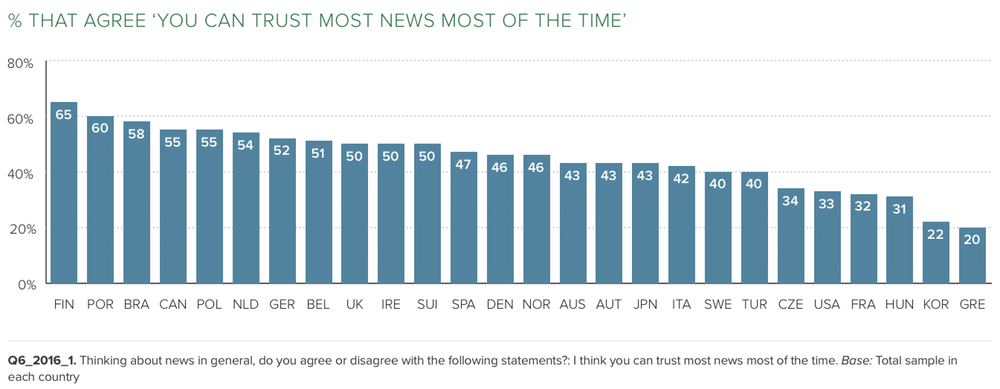 % THAT AGREE ‘YOU CAN TRUST MOST NEWS MOST OF THE TIME’
80%
60%
40%
20%
0%
65 60 58 55 55 54 52 51 50 50 50 47 46 46 43 43 43 42 40 40 34 33 32 31 22 20
FIN POR BRA CAN POL NLD GER BEL UK IRE SUI SPA DEN NOR AUS AUT JPN ITA SWE TUR CZE USA FRA HUN KOR GRE
Q6_2016_1. Thinking about news in general, do you agree or disagree with the following statements?: I think you can trust most news most of the time. Base: Total sample in
each country